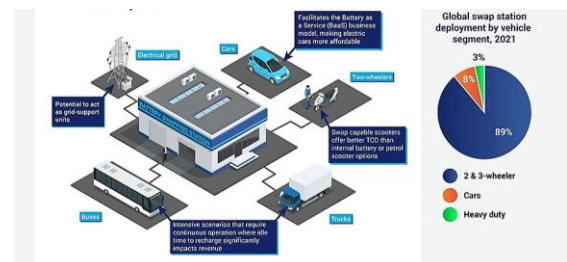 Facilitates the Battery as
a Service (BaaS) business
model, making electric
cars more affordable
Cars
Electrical grid
Two-wheelers
Potential to act
as grid-support
units
BATTERY SWAPPING STATION
Swap capable scooters
offer better TCO than
internal battery or petrol
scooter options
Buses
Intensive scenarios that require
continuous operation where idle
time to recharge significantly
impacts revenue
Trucks
Global swap station
deployment by vehicle
segment, 2021
3%
8%
89%
2 & 3-wheeler
Cars
Heavy duty